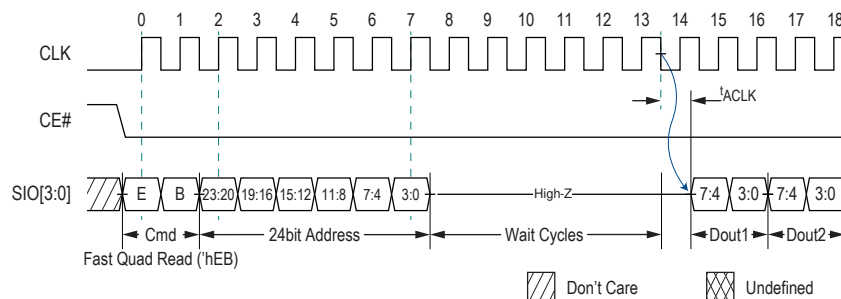 0 1 2 3 4 5 6 7 8 9 10 11 12 13 14 15 16 17 18
CLK
tACLK
CE#
SIO[3:0] E B 23:20 19:16 15:12 11:8 7:4 3:0 High-Z 7:4 3:0 7:4 3:0
Cmd 24bit Address Wait Cycles Dout1 Dout2
Fast Quad Read ('hEB)
Don't Care Undefined